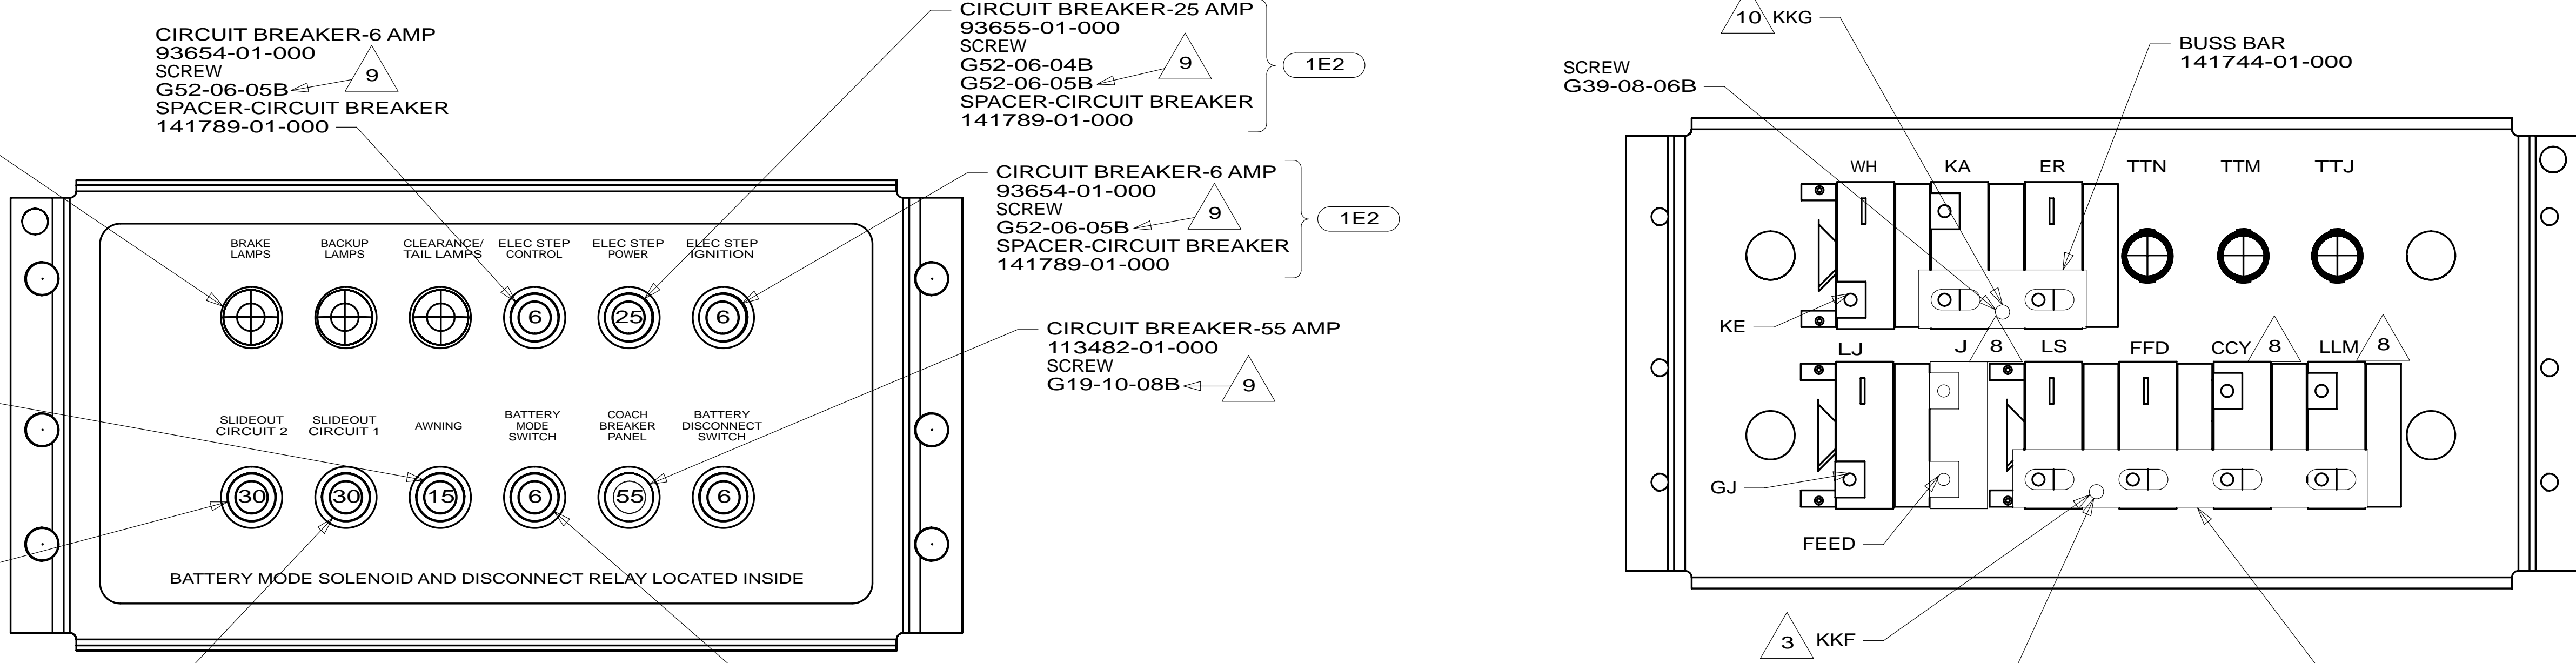 CIRCUIT BREAKER-6 AMP
93654-01-000
SCREW
G52-06-05B
9
SPACER-CIRCUIT BREAKER
141789-01-000
CIRCUIT BREAKER-25 AMP
93655-01-000
SCREW
G52-06-04B
G52-06-05B
9
SPACER-CIRCUIT BREAKER
141789-01-000
1E2
CIRCUIT BREAKER-6 AMP
93654-01-000
SCREW
G52-06-05B
9
SPACER-CIRCUIT BREAKER
141789-01-000
1E2
CIRCUIT BREAKER-55 AMP
113482-01-000
SCREW
G19-10-08B
9
BRAKE
LAMPS
BACKUP
LAMPS
CLEARANCE/
TAIL LAMPS
ELEC STEP
CONTROL
ELEC STEP
POWER
ELEC STEP
IGNITION
6
25
6
SLIDEOUT
CIRCUIT 2
SLIDEOUT
CIRCUIT 1
AWNING
BATTERY
MODE
SWITCH
COACH
BREAKER
PANEL
BATTERY
DISCONNECT
SWITCH
30
30
15
6
55
6
BATTERY MODE SOLENOID AND DISCONNECT RELAY LOCATED INSIDE
10 KKG
SCREW
G39-08-06B
BUSS BAR
141744-01-000
WH
KA
ER
TTN
TTM
TTJ
KE
LJ
J
8
LS
FFD
CCY
8
LLM
8
GJ
FEED
3 KKF